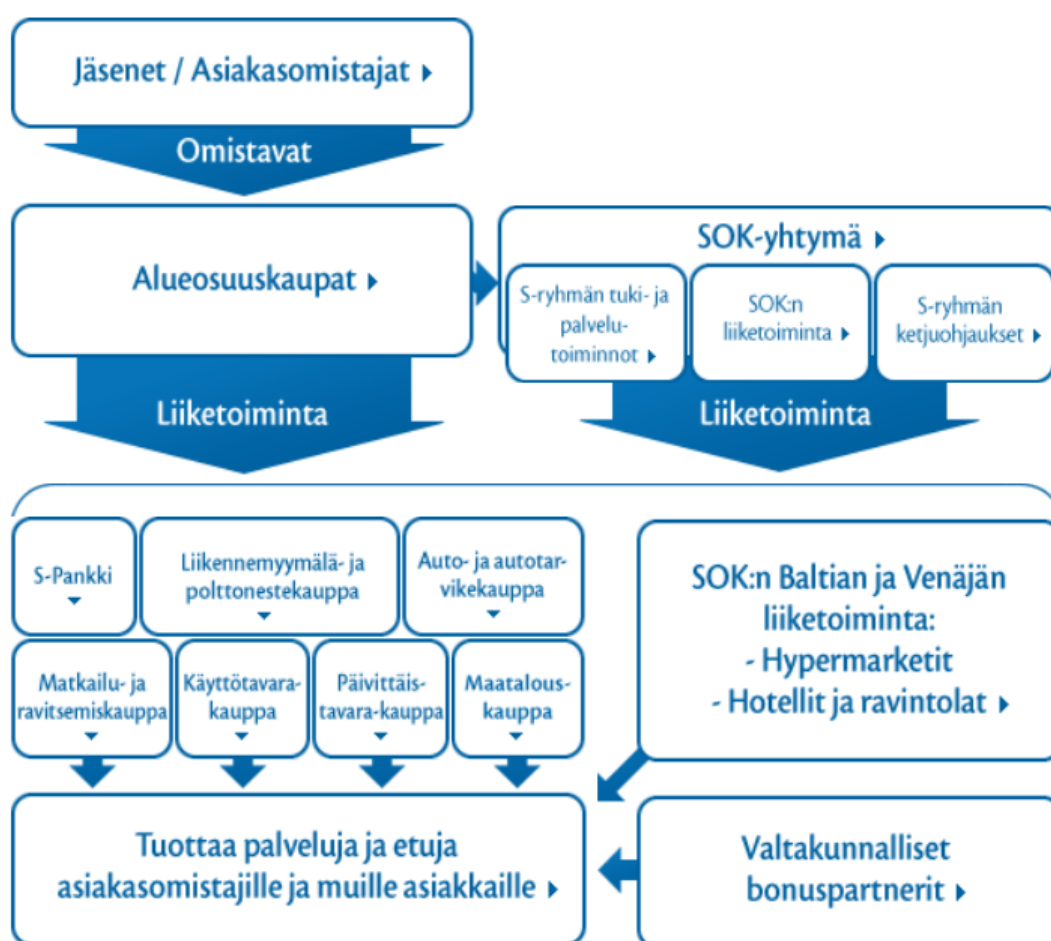 Jäsenet / Asiakasomistajat
Omistavat
Alueosuuskaupat
SOK-yhtymä
S-ryhmän tuki- ja
palvelu-
toiminnot
SOK:n
liiketoiminta
S-ryhmän
ketjuohjaukset
Liiketoiminta
Liiketoiminta
S-Pankki
Liikennemyymälä- ja
polttonestekauppa
Auto- ja autotar-
vikekauppa
Matkailu- ja
ravitsemiskauppa
Käyttötavara-
kauppa
Päivittäis-
tavara-kauppa
Maatalous-
kauppa
SOK:n Baltian ja Venäjän
liiketoiminta:
- Hypermarketit
- Hotellit ja ravintolat
Tuottaa palveluja ja etuja
asiakasomistajille ja muille asiakkaille
Valtakunnalliset
bonuspartnerit